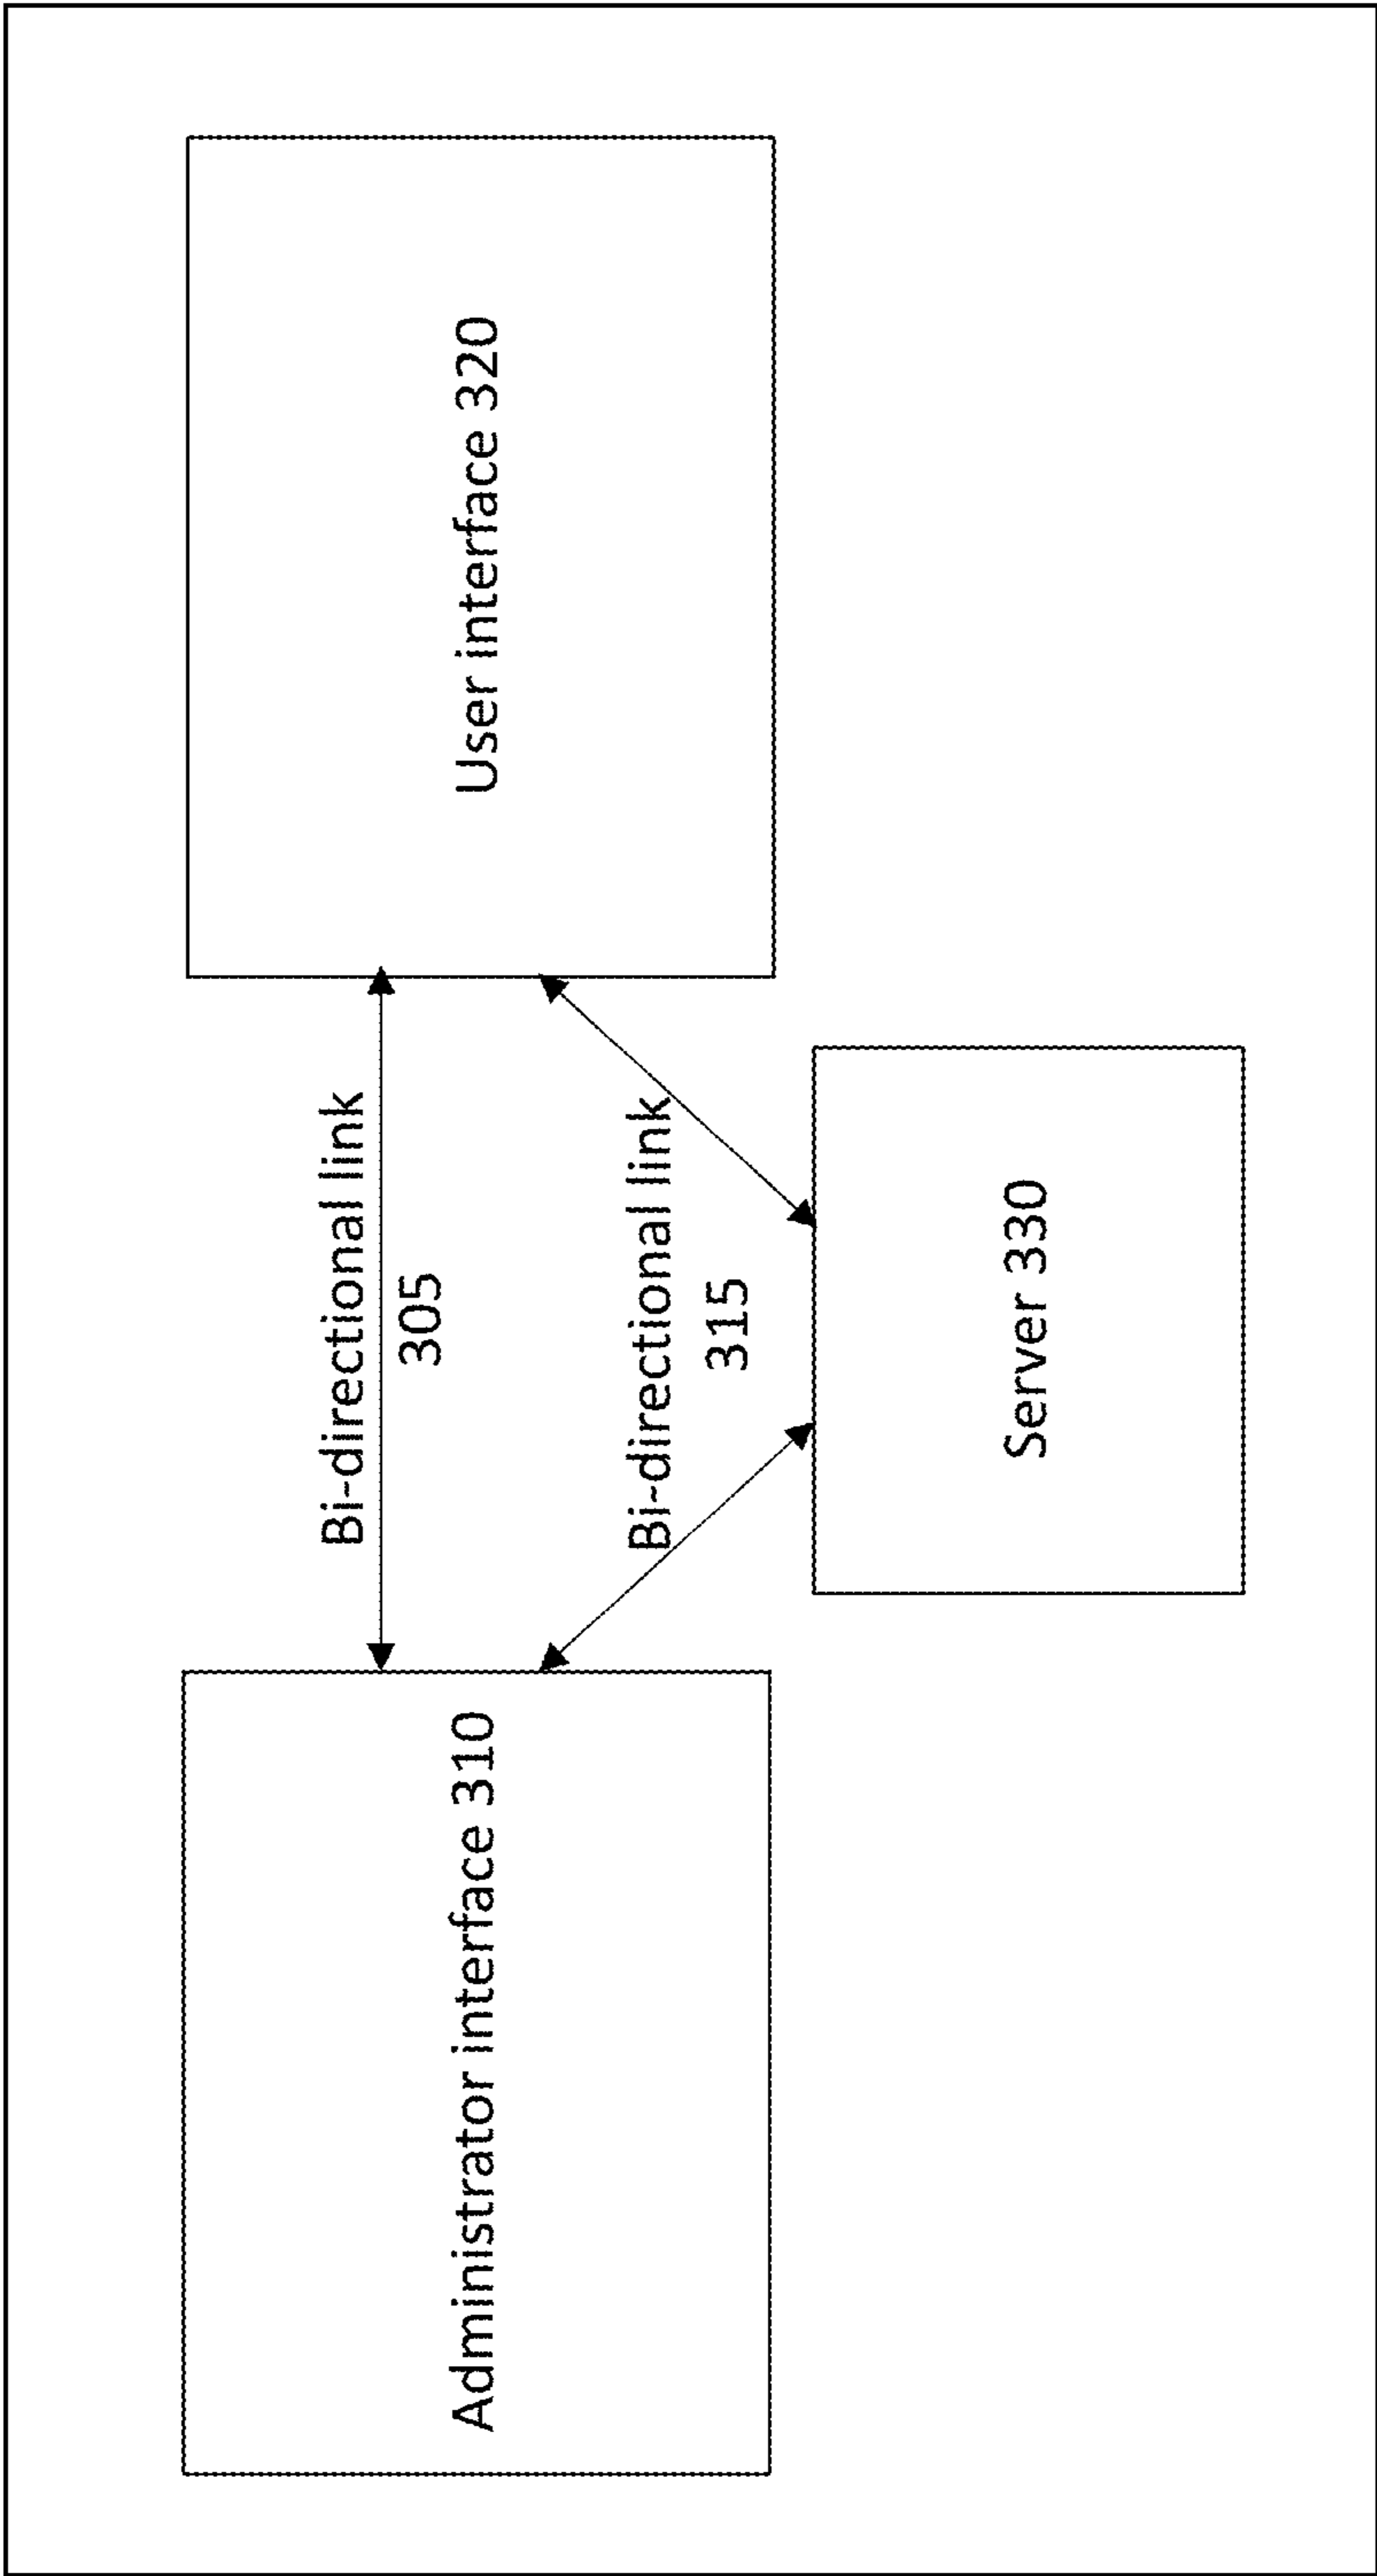 Administrator interface 310
Bi-directional link
305
User interface 320
Bi-directional link
315
Server 330